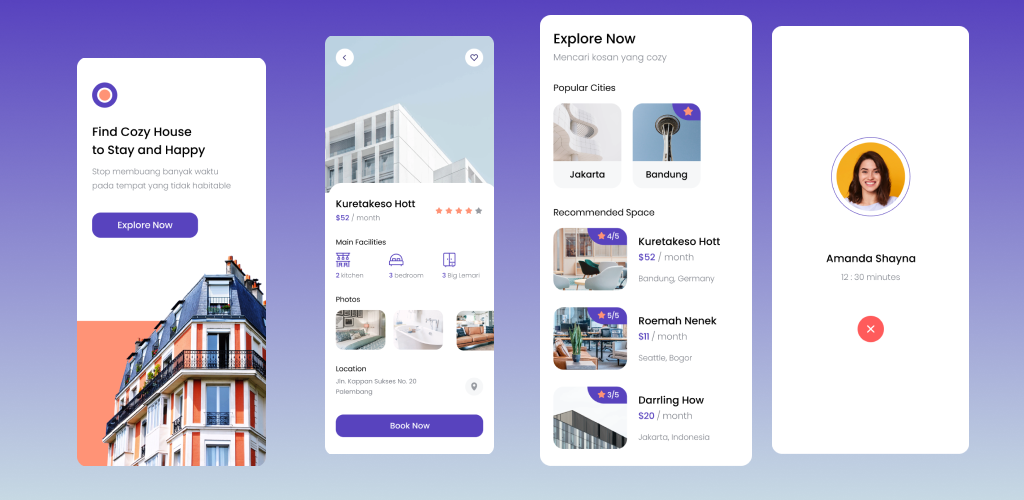 Find Cozy House
to Stay and Happy
Stop membuang banyak waktu
pada tempat yang tidak habitable
Explore Now
Kuretakeso Hott
$52 / month
Main Facilities
2 kitchen
3 bedroom
3 Big Lemari
Photos
Location
Jln. Kappan Sukses No. 20
Palembang
Book Now
Explore Now
Mencari kosan yang cozy
Popular Cities
Jakarta
Bandung
Recommended Space
4/5
Kuretakeso Hott
$52 / month
Bandung, Germany
5/5
Roemah Nenek
$11 / month
Seattle, Bogor
3/5
Darrling How
$20 / month
Jakarta, Indonesia
Amanda Shayna
12 : 30 minutes